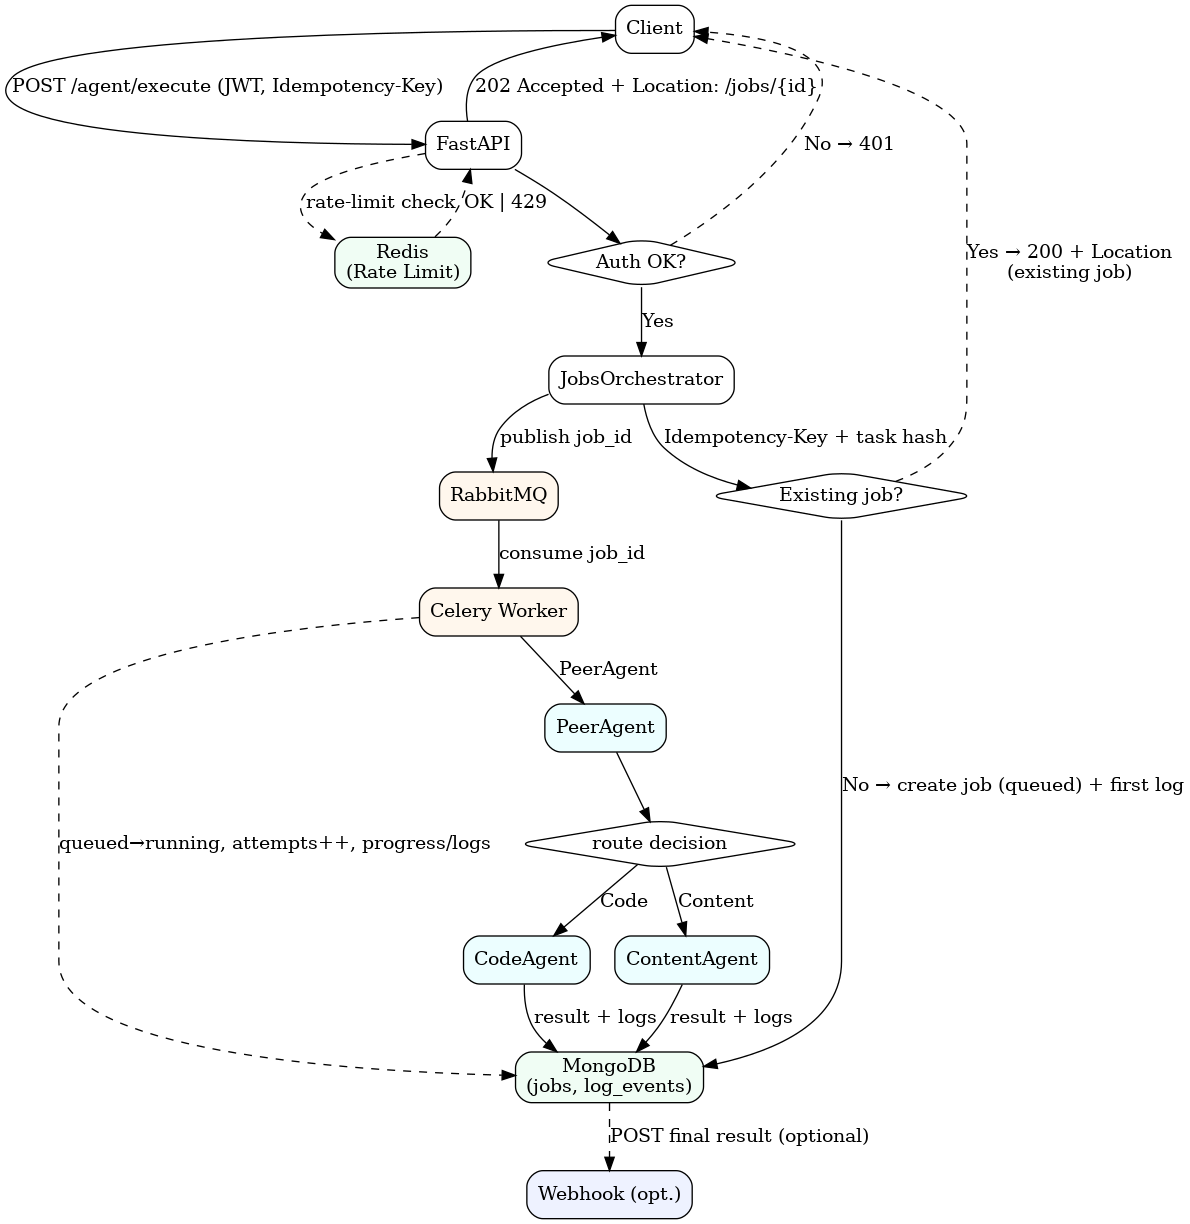 Client
POST /agent/execute (JWT, Idempotency-Key)
202 Accepted + Location: /jobs/{id}
FastAPI
No → 401
rate-limit check
OK | 429
Redis
(Rate Limit)
Auth OK?
Yes → 200 + Location
(existing job)
Yes
JobsOrchestrator
publish job_id
Idempotency-Key + task hash
RabbitMQ
Existing job?
consume job_id
Celery Worker
PeerAgent
PeerAgent
No → create job (queued) + first log
queued→running, attempts++, progress/logs
route decision
Code
Content
CodeAgent
ContentAgent
result + logs
result + logs
MongoDB
(jobs, log_events)
POST final result (optional)
Webhook (opt.)